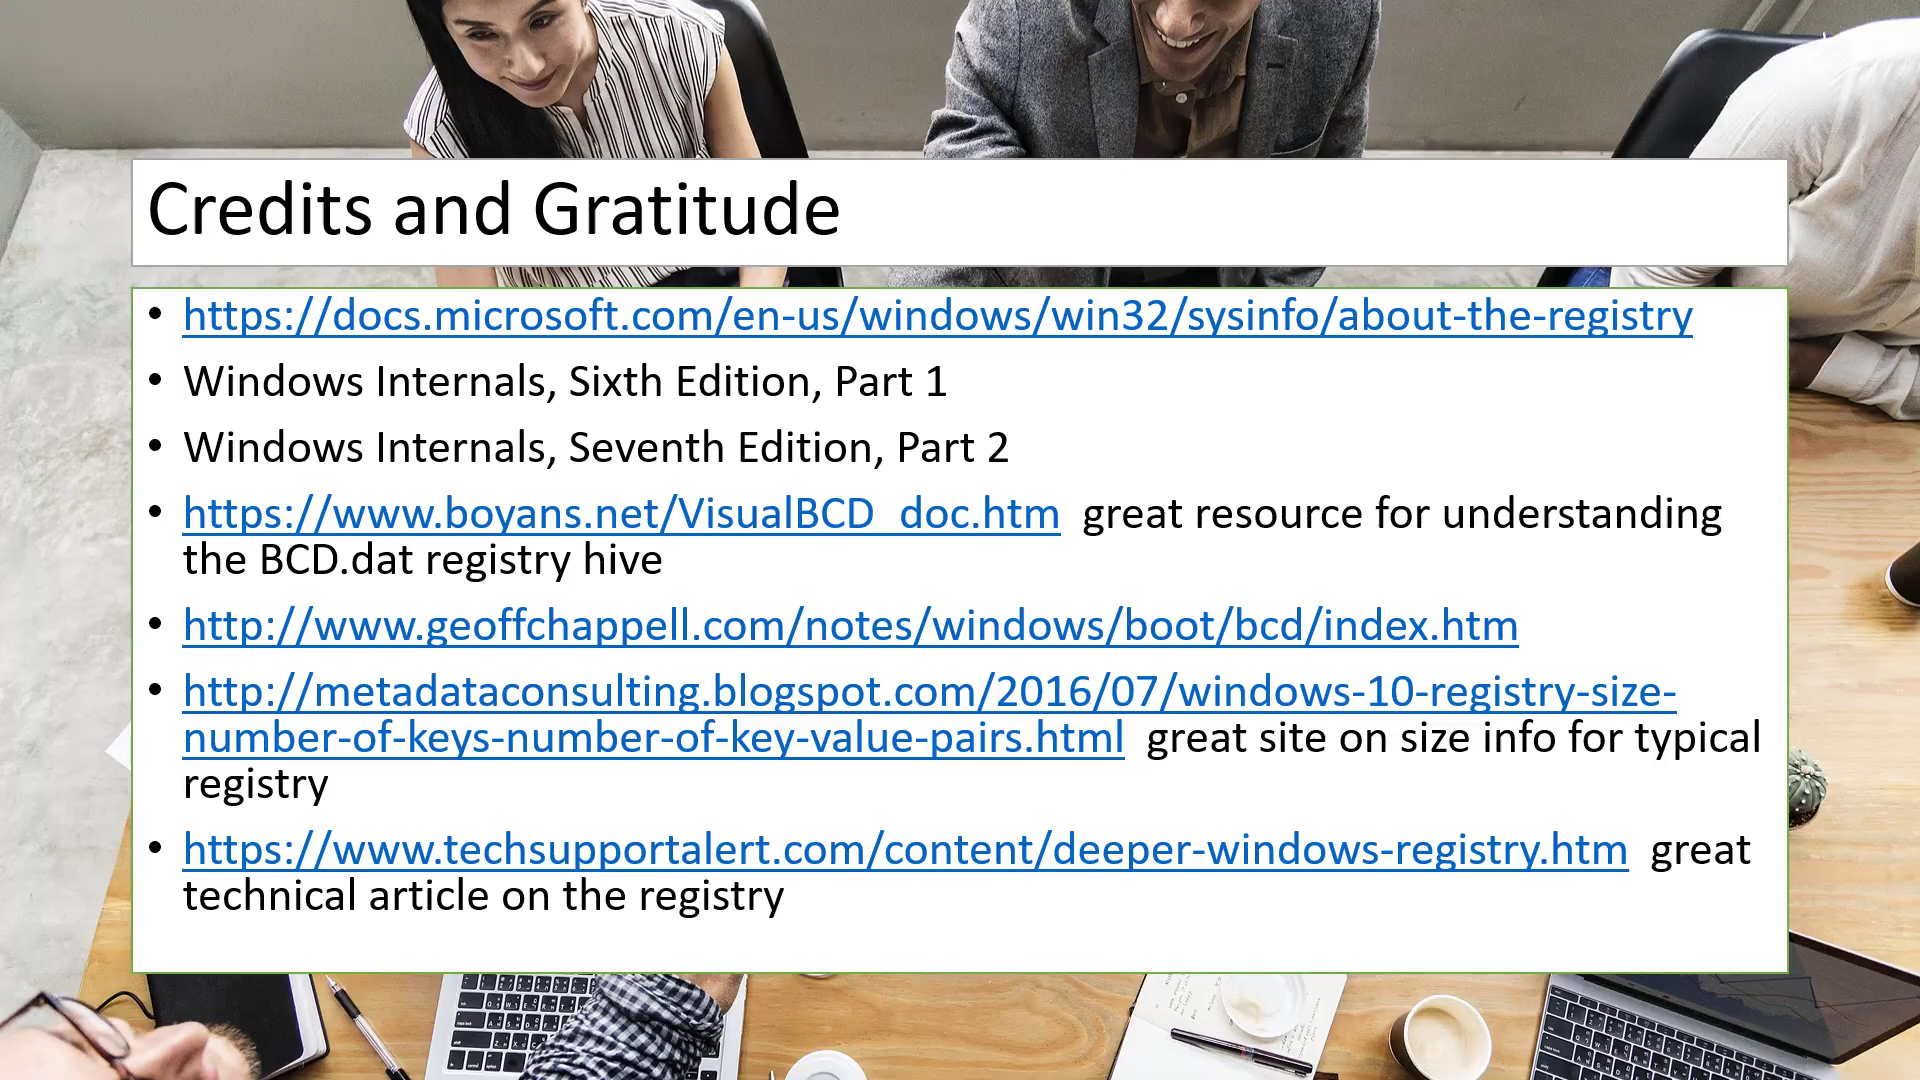 Credits and Gratitude
• https://docs.microsoft.com/en-us/windows/win32/sysinfo/about-the-registry
• Windows Internals, Sixth Edition, Part 1
• Windows Internals, Seventh Edition, Part 2
• https://www.boyans.net/VisualBCD_doc.htm great resource for understanding
the BCD.dat registry hive
• http://www.geoffchappell.com/notes/windows/boot/bcd/index.htm
• http://metadataconsulting.blogspot.com/2016/07/windows-10-registry-size-
number-of-keys-number-of-key-value-pairs.html great site on size info for typical
registry
• https://www.techsupportalert.com/content/deeper-windows-registry.htm great
technical article on the registry